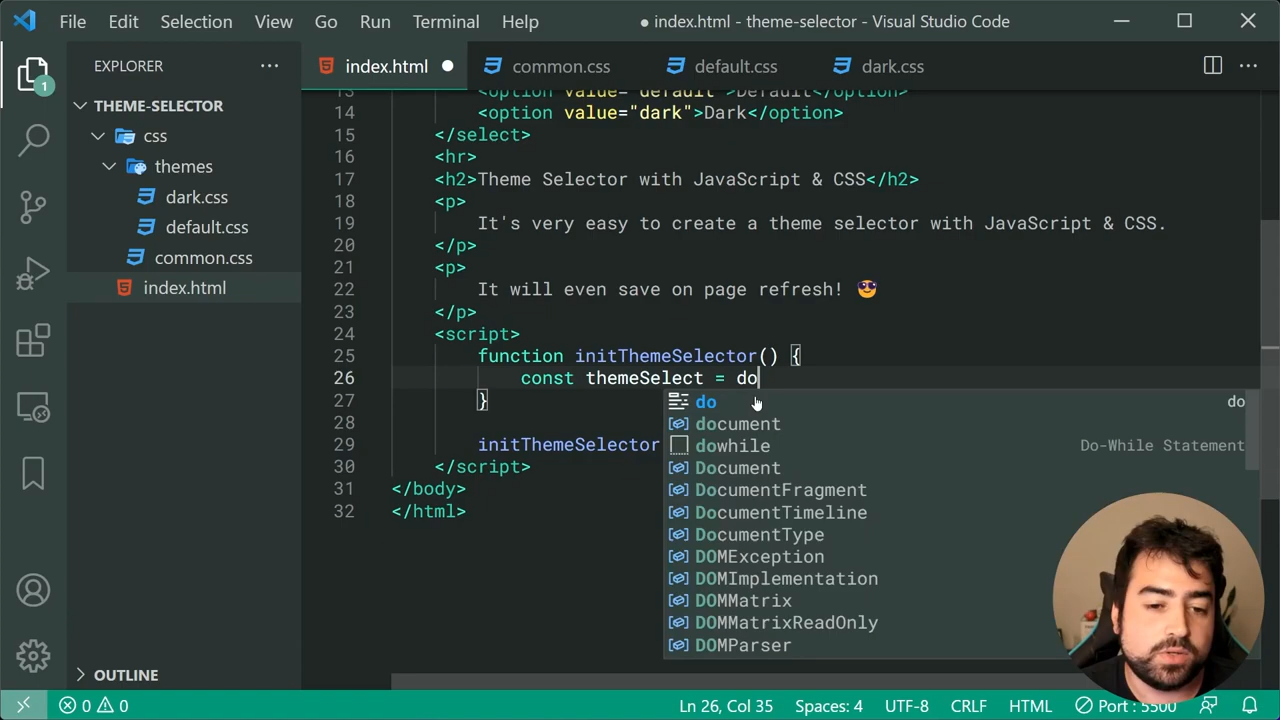 File Edit Selection View Go Run Terminal Help
● index.html - theme-selector - Visual Studio Code
EXPLORER
index.html
common.css
default.css
dark.css
1
THEME-SELECTOR
css
themes
dark.css
default.css
common.css
index.html
OUTLINE
13 <option value="default">Default</option>
14 <option value="dark">Dark</option>
15 </select>
16 <hr>
17 <h2>Theme Selector with JavaScript & CSS</h2>
18 <p>
19 It's very easy to create a theme selector with JavaScript & CSS.
20 </p>
21 <p>
22 It will even save on page refresh! 😎
23 </p>
24 <script>
25 function initThemeSelector() {
26 const themeSelect = do
27 }
28
29 initThemeSelector
30 </script>
31 </body>
32 </html>
do do
document
dowhile Do-While Statement
Document
DocumentFragment
DocumentTimeline
DocumentType
DOMException
DOMImplementation
DOMMatrix
DOMMatrixReadOnly
DOMParser
0 0 Ln 26, Col 35 Spaces: 4 UTF-8 CRLF HTML Port : 5500